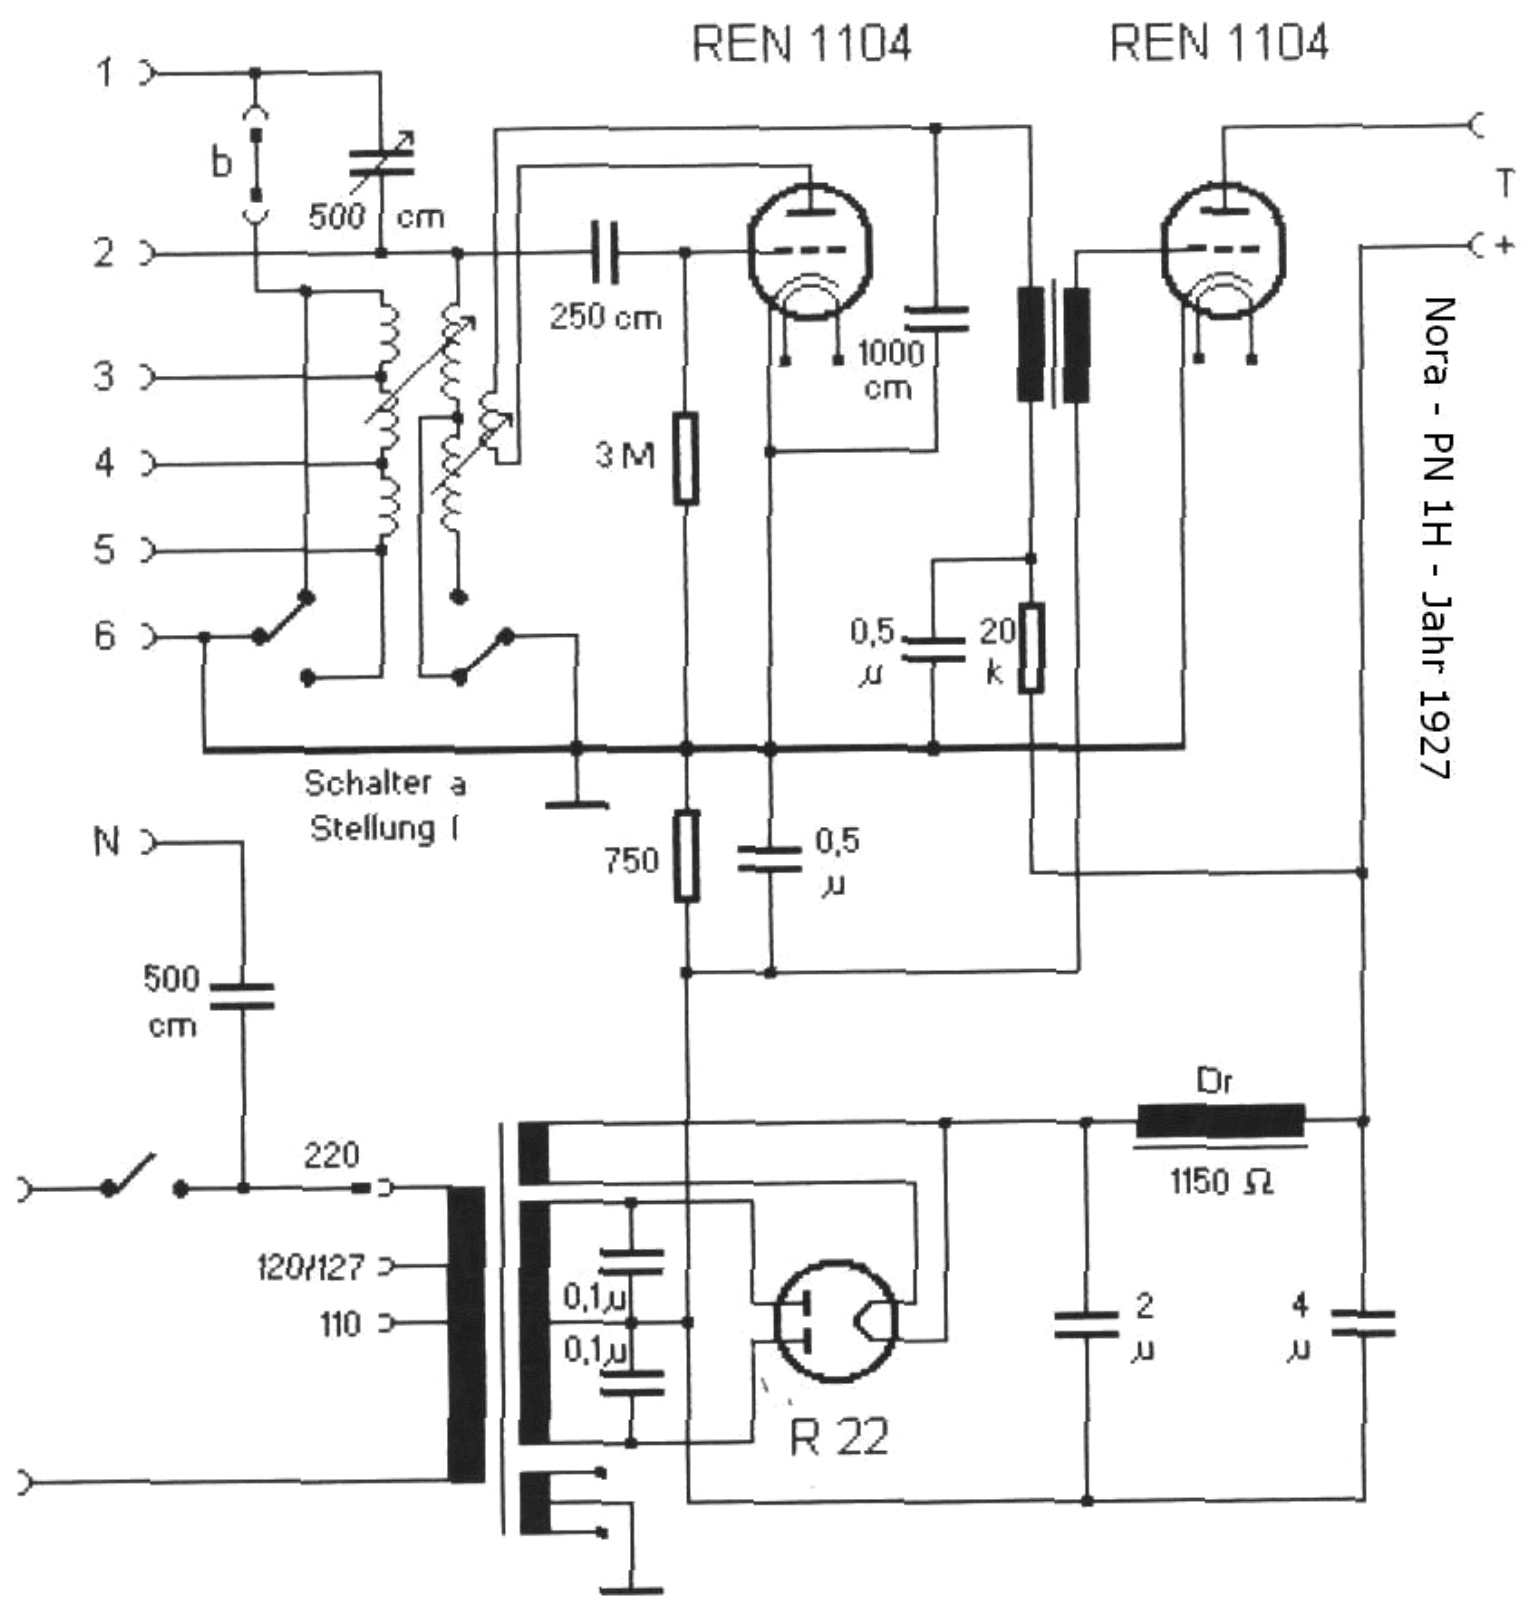 REN 1104
REN 1104
1
b
500 cm
2
T
+
250 cm
1000
cm
3
3 M
4
5
6
0,5
µ
20
k
Schalter a
Stellung I
N
750
0,5
µ
500
cm
Nora - PN 1H - Jahr 1927
Dr
1150 Ω
220
120/127
110
0,1µ
0,1µ
2
µ
4
µ
R 22